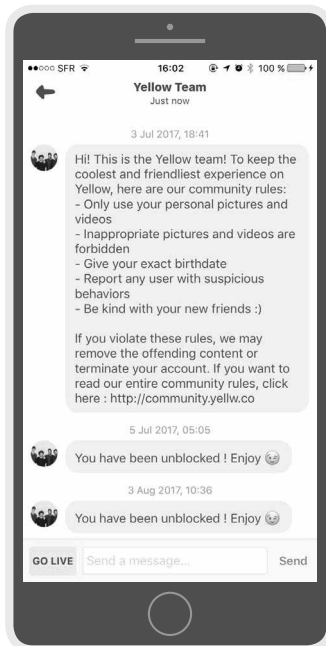 SFR 16:02 100 %
Yellow Team
Just now
3 Jul 2017, 18:41
Hi! This is the Yellow team! To keep the
coolest and friendliest experience on
Yellow, here are our community rules:
- Only use your personal pictures and
videos
- Inappropriate pictures and videos are
forbidden
- Give your exact birthdate
- Report any user with suspicious
behaviors
- Be kind with your new friends :)
If you violate these rules, we may
remove the offending content or
terminate your account. If you want to
read our entire community rules, click
here : http://community.yellw.co
5 Jul 2017, 05:05
You have been unblocked ! Enjoy 😉
3 Aug 2017, 10:36
You have been unblocked ! Enjoy 😉
GO LIVE Send a message... Send